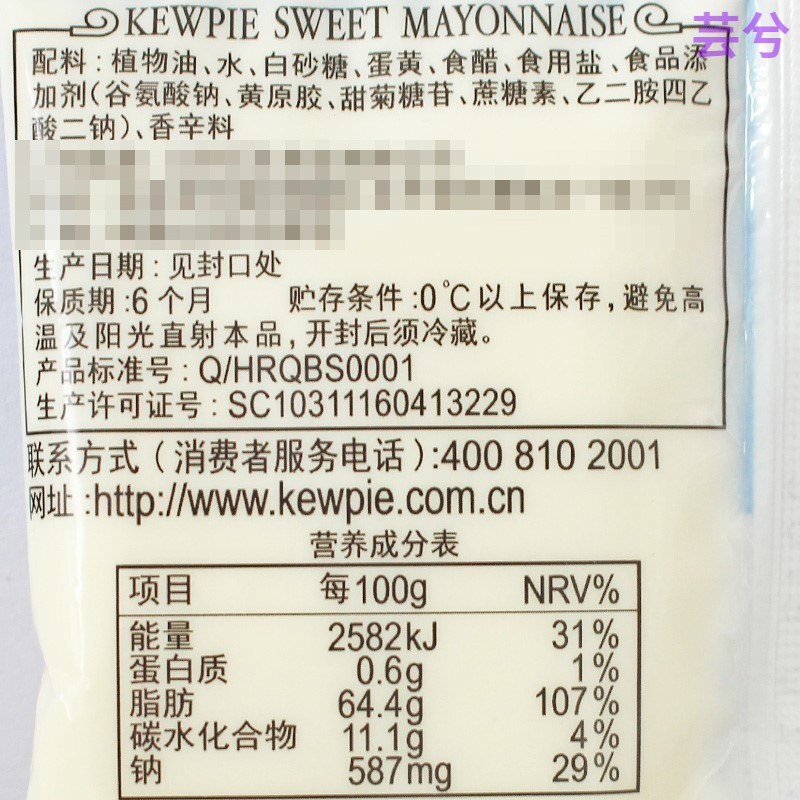 KEWPIE SWEET MAYONNAISE
芸兮
配料:植物油、水、白砂糖、蛋黄、食醋、食用盐、食品添
加剂(谷氨酸钠、黄原胶、甜菊糖苷、蔗糖素、乙二胺四乙
酸二钠)、香辛料
生产日期:见封口处
保质期:6个月 贮存条件:0℃以上保存,避免高
温及阳光直射本品,开封后须冷藏。
产品标准号:Q/HRQBS0001
生产许可证号:SC10311160413229
联系方式(消费者服务电话):400 810 2001
网址:http://www.kewpie.com.cn
营养成分表
项目 每100g NRV%
能量 2582kJ 31%
蛋白质 0.6g 1%
脂肪 64.4g 107%
碳水化合物 11.1g 4%
钠 587mg 29%